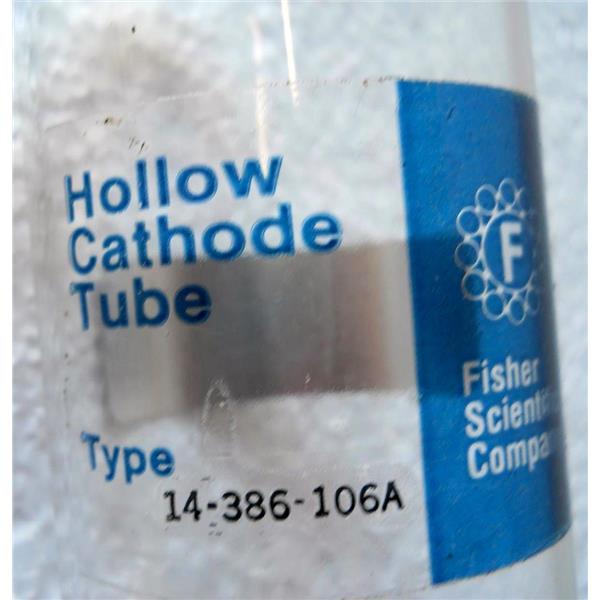 Hollow
Cathode
Tube
Type
14-386-106A
F
Fisher